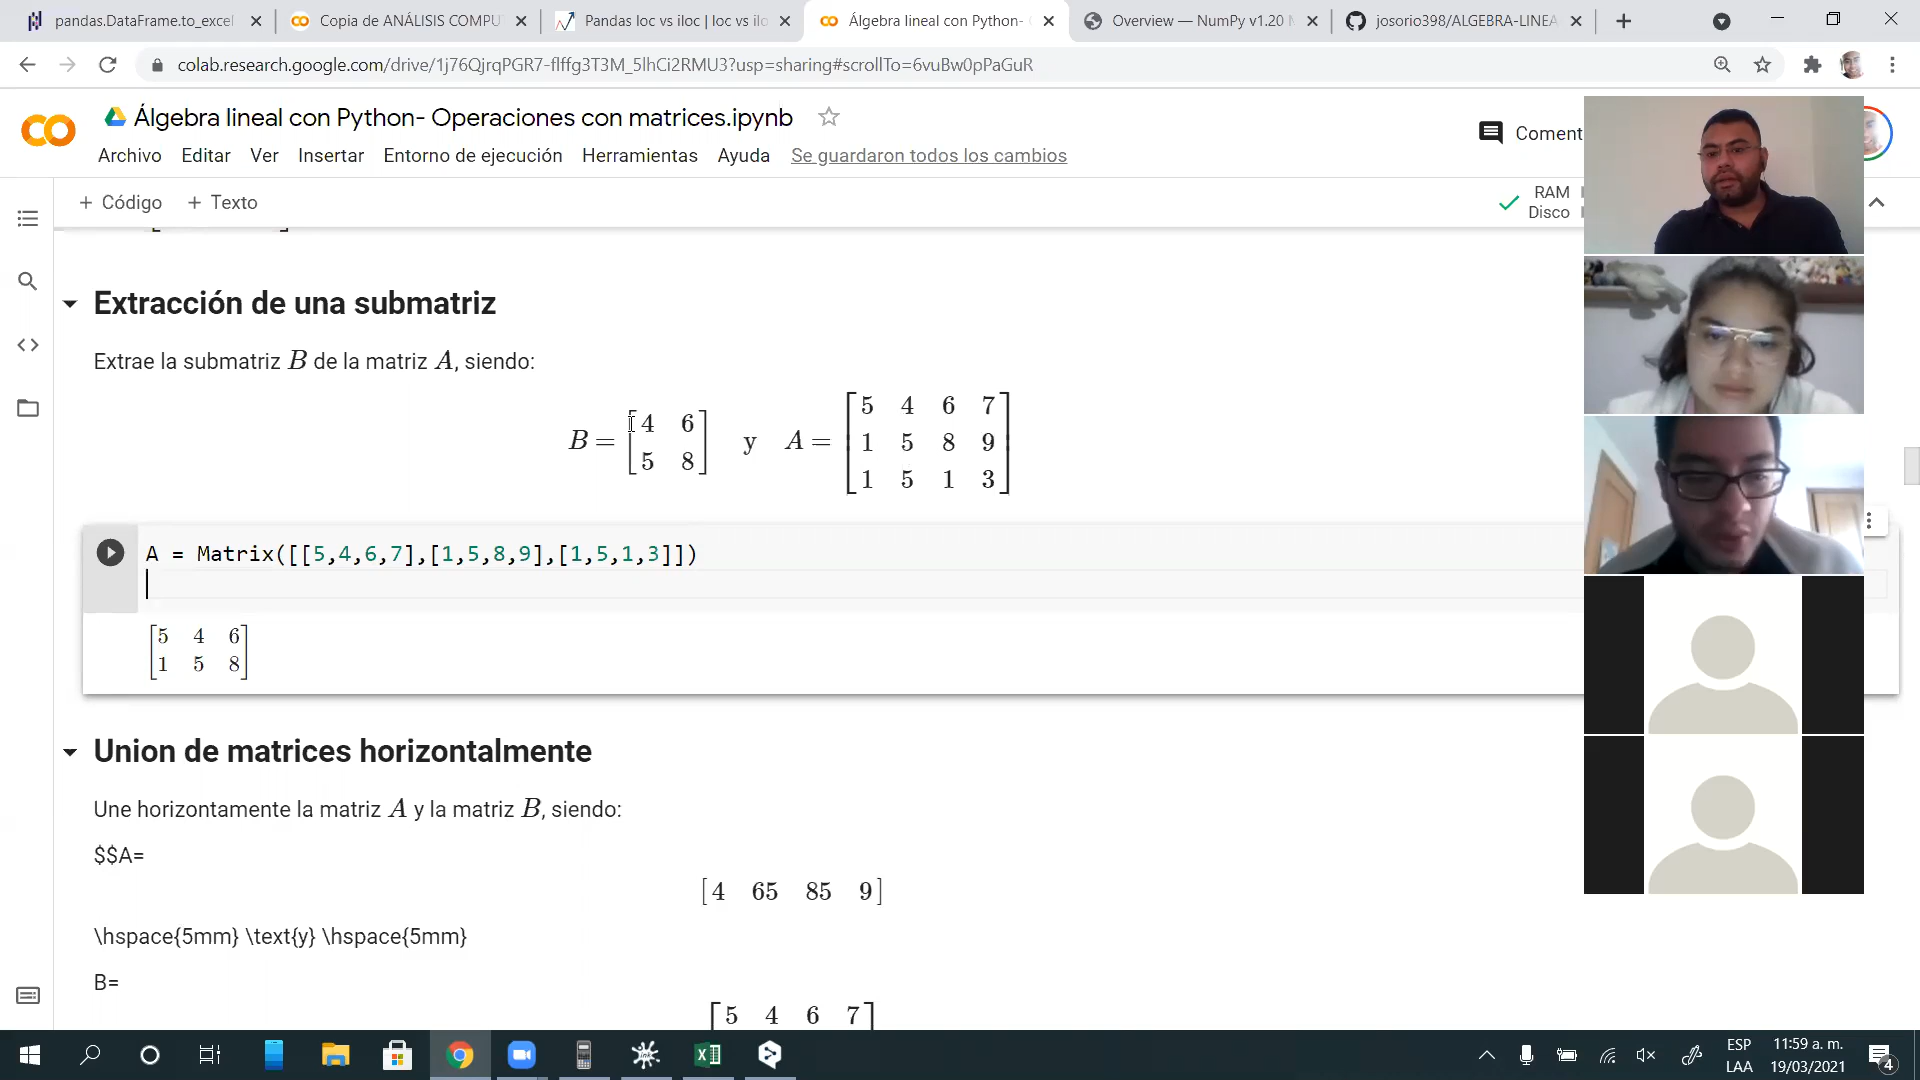 pandas.DataFrame.to_excel
Copia de ANÁLISIS COMPUT
Pandas loc vs iloc | loc vs ilo
Álgebra lineal con Python-
Overview — NumPy v1.20
josorio398/ALGEBRA-LINEA
colab.research.google.com/drive/1j76QjrqPGR7-flffg3T3M_5lhCi2RMU3?usp=sharing#scrollTo=6vuBw0pPaGuR
Álgebra lineal con Python- Operaciones con matrices.ipynb
Coment
Archivo Editar Ver Insertar Entorno de ejecución Herramientas Ayuda Se guardaron todos los cambios
+ Código + Texto
RAM
Disco
Extracción de una submatriz
Extrae la submatriz B de la matriz A, siendo:
B = [4 6
5 8] y A = [5 4 6 7
1 5 8 9
1 5 1 3]
A = Matrix([[5,4,6,7],[1,5,8,9],[1,5,1,3]])
[5 4 6
1 5 8]
Union de matrices horizontalmente
Une horizontamente la matriz A y la matriz B, siendo:
$$A=
[4 65 85 9]
\hspace{5mm} \text{y} \hspace{5mm}
B=
[5 4 6 7]
ESP
LAA
11:59 a. m.
19/03/2021
4